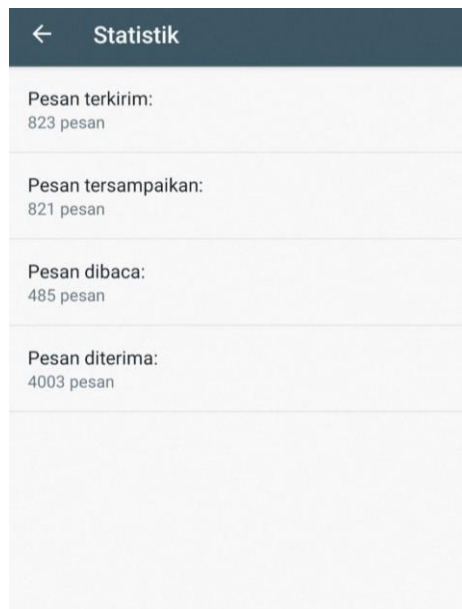 Statistik
Pesan terkirim:
823 pesan
Pesan tersampaikan:
821 pesan
Pesan dibaca:
485 pesan
Pesan diterima:
4003 pesan